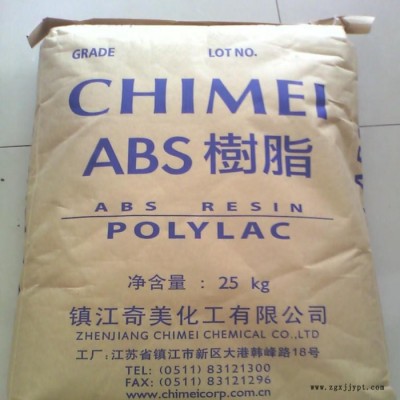 GRADE LOT NO.
CHIMEI
ABS 樹脂
ABS RESIN
POLYLAC
净含量 : 25 kg
镇江奇美化工有限公司
ZHENJIANG CHIMEI CHEMICAL CO.,LTD
工厂: 江苏省镇江市新区大港韩峰路18号
TEL: (0511) 83121300
FAX: (0511) 83121296
www.chimeicorp.com.cn
www.zgxjjypt.com